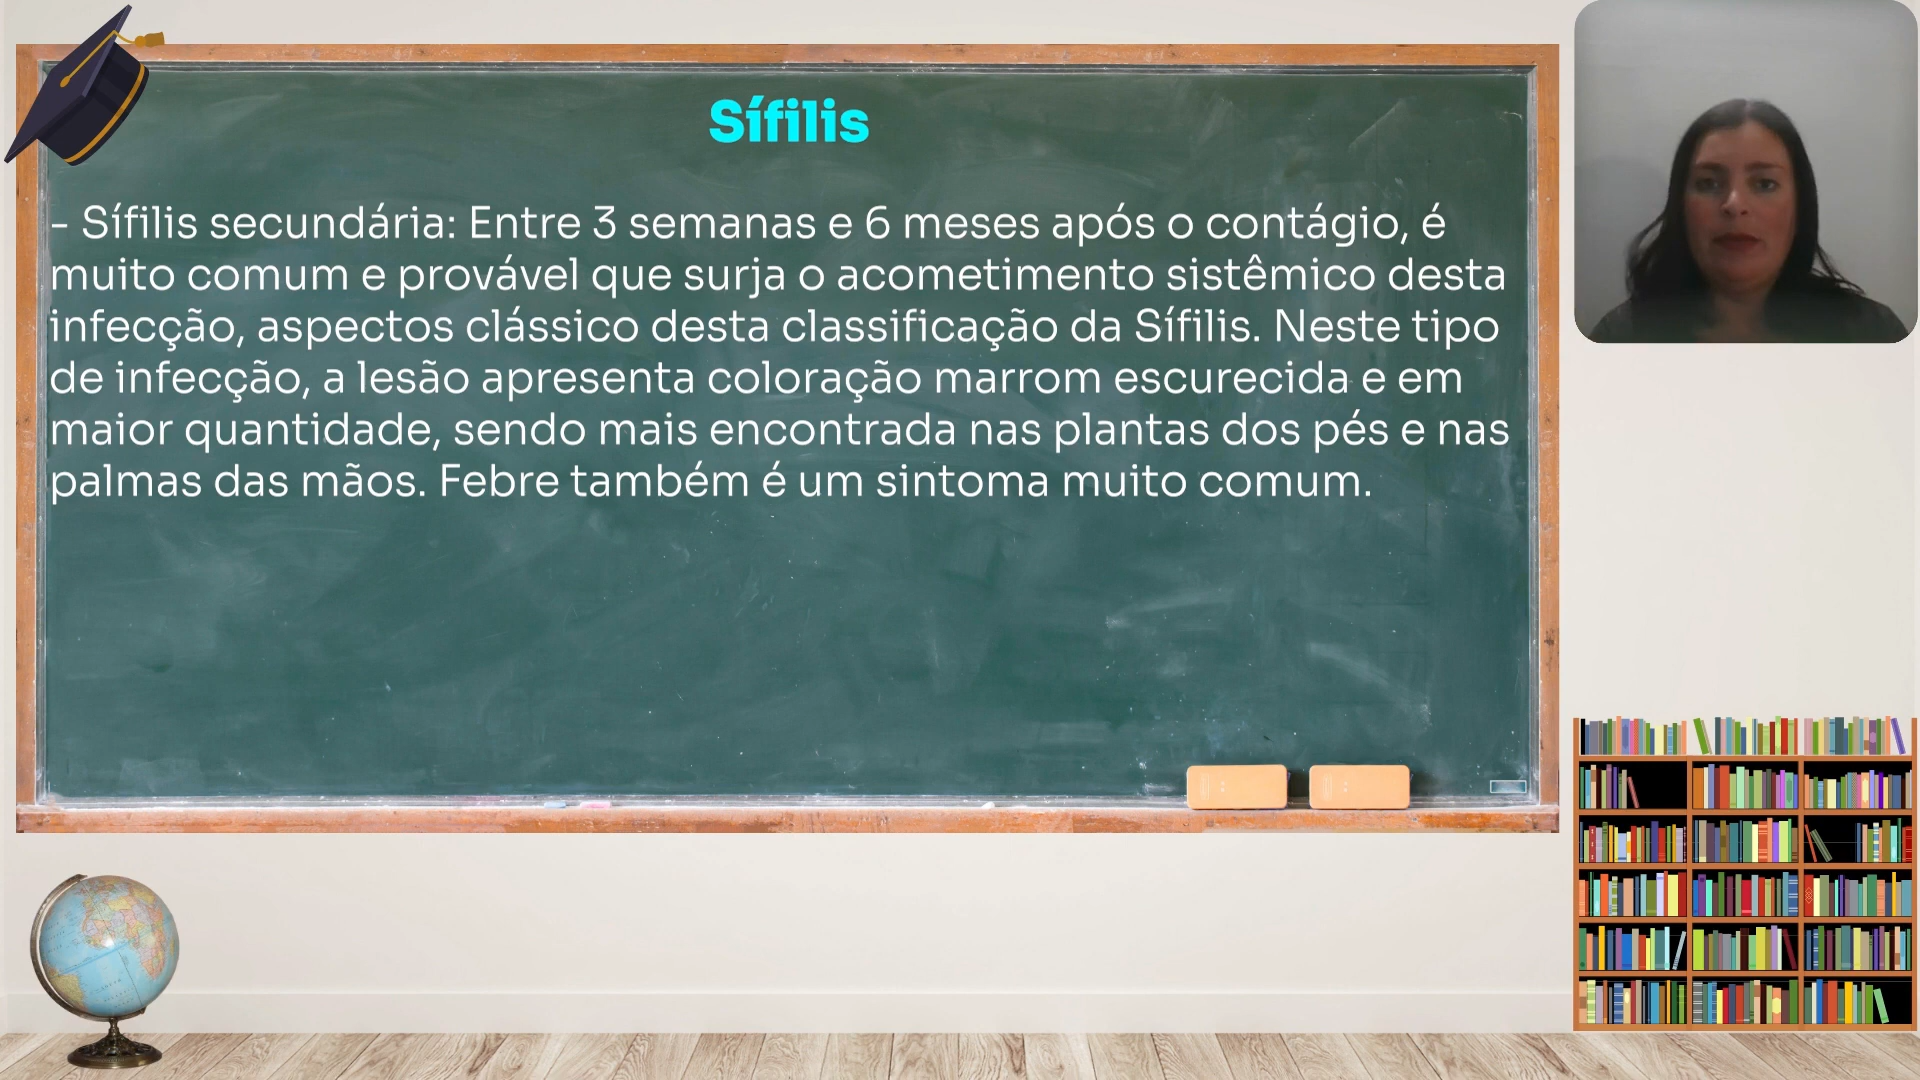 Sífilis
- Sífilis secundária: Entre 3 semanas e 6 meses após o contágio, é
muito comum e provável que surja o acometimento sistêmico desta
infecção, aspectos clássico desta classificação da Sífilis. Neste tipo
de infecção, a lesão apresenta coloração marrom escurecida e em
maior quantidade, sendo mais encontrada nas plantas dos pés e nas
palmas das mãos. Febre também é um sintoma muito comum.